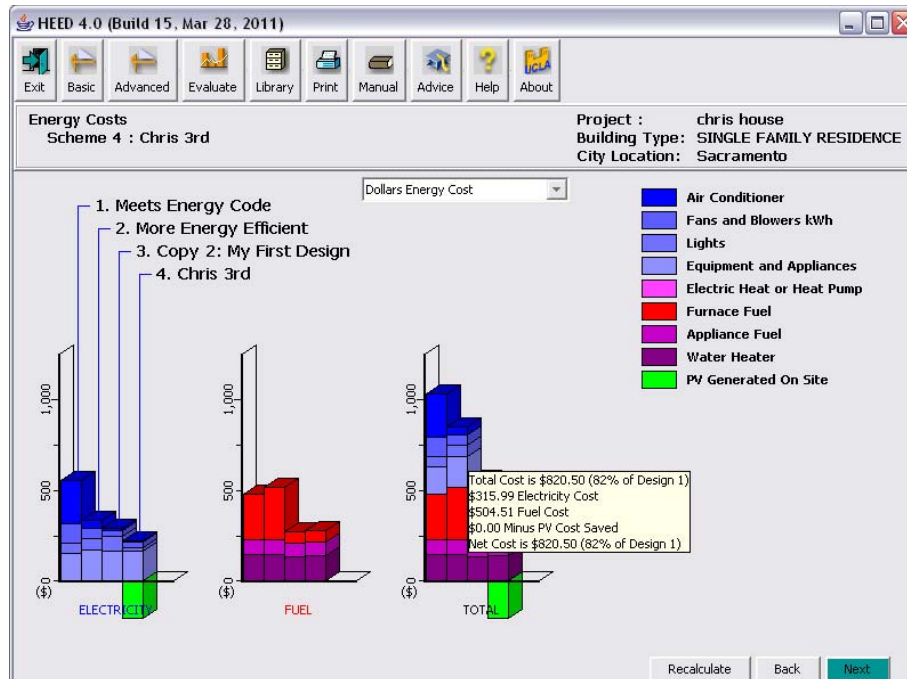 HEED 4.0 (Build 15, Mar 28, 2011)
Exit Basic Advanced Evaluate Library Print Manual Advice Help About
UCLA
Energy Costs
Scheme 4 : Chris 3rd
Project : chris house
Building Type: SINGLE FAMILY RESIDENCE
City Location: Sacramento
Dollars Energy Cost
1. Meets Energy Code
2. More Energy Efficient
3. Copy 2: My First Design
4. Chris 3rd
Air Conditioner
Fans and Blowers kWh
Lights
Equipment and Appliances
Electric Heat or Heat Pump
Furnace Fuel
Appliance Fuel
Water Heater
PV Generated On Site
1,000
500
0
($)
ELECTRICITY
1,000
500
0
($)
FUEL
1,000
500
0
($)
TOTAL
Total Cost is $820.50 (82% of Design 1)
$315.99 Electricity Cost
$504.51 Fuel Cost
$0.00 Minus PV Cost Saved
Net Cost is $820.50 (82% of Design 1)
Recalculate Back Next